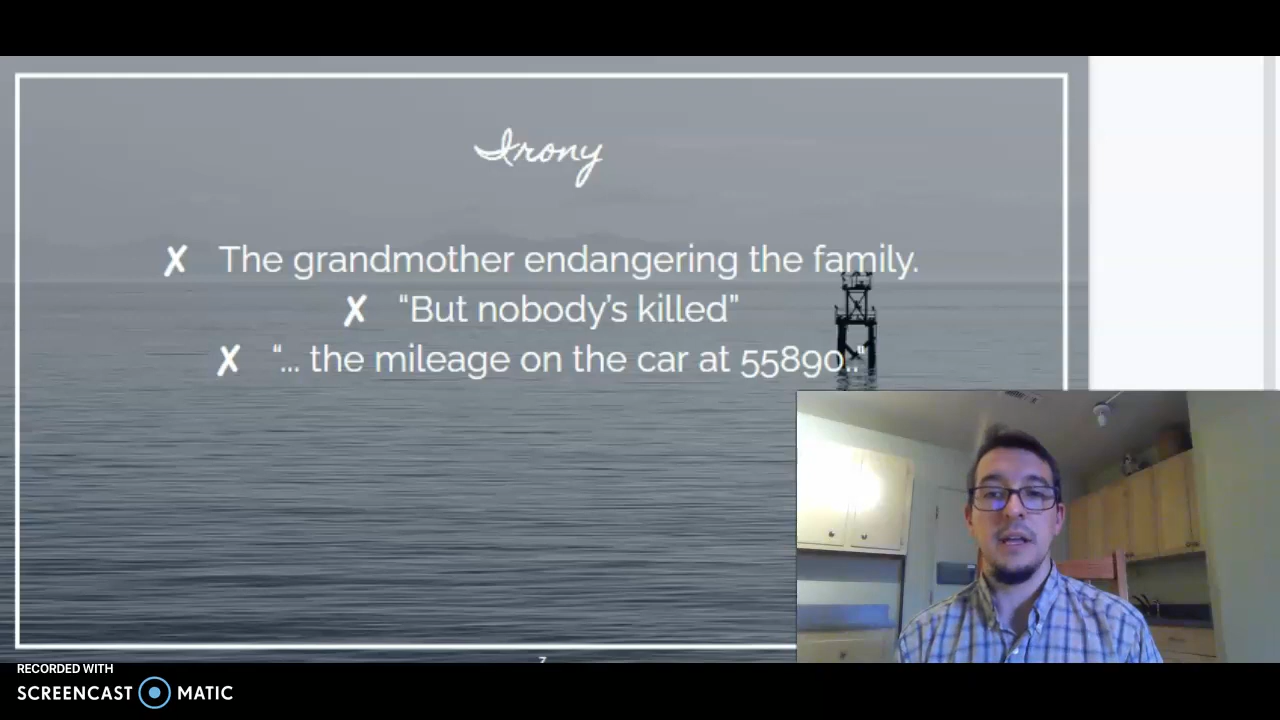 Irony
✗ The grandmother endangering the family.
✗ “But nobody’s killed”
✗ “... the mileage on the car at 55890..”
7
RECORDED WITH
SCREENCAST MATIC